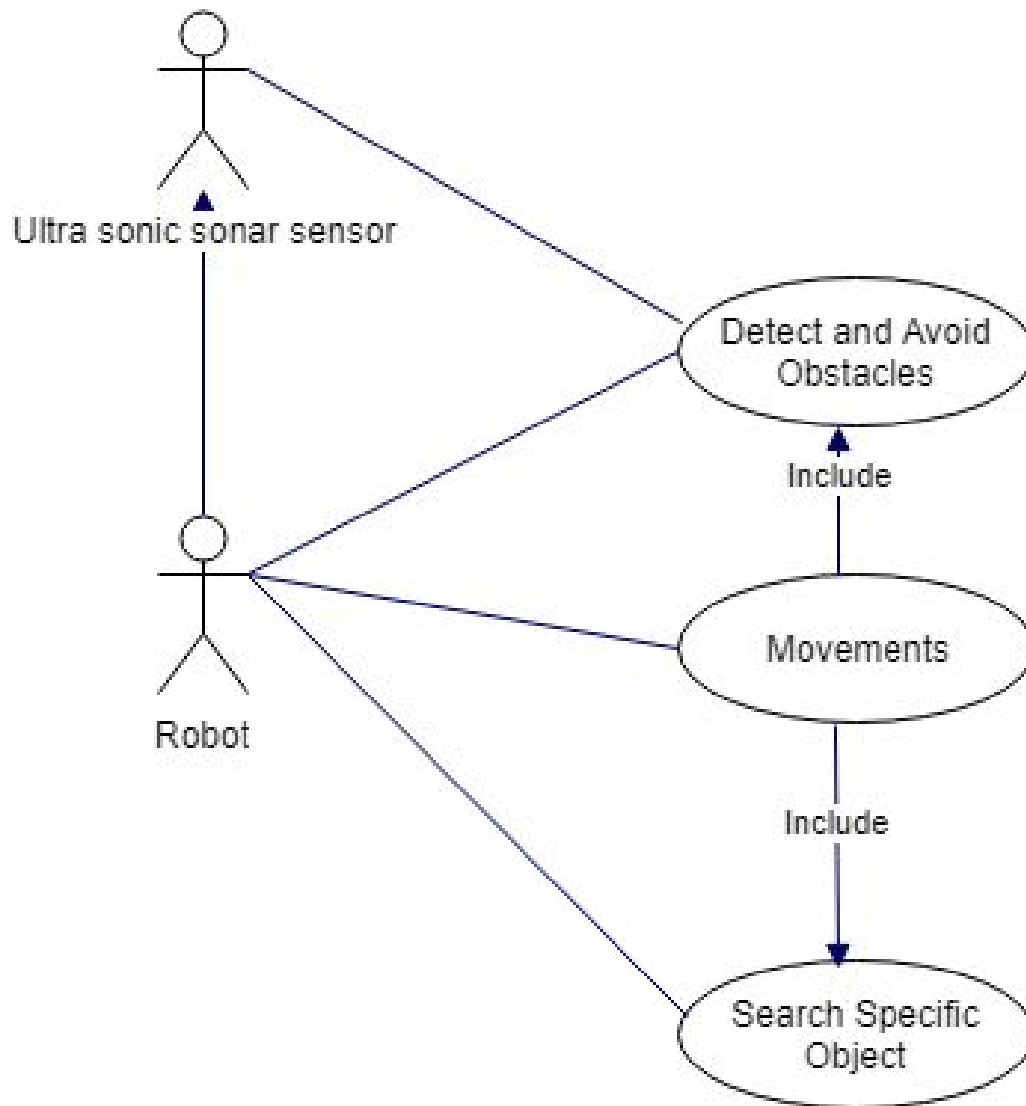 Ultra sonic sonar sensor
Detect and Avoid
Obstacles
Include
Movements
Robot
Include
Search Specific
Object